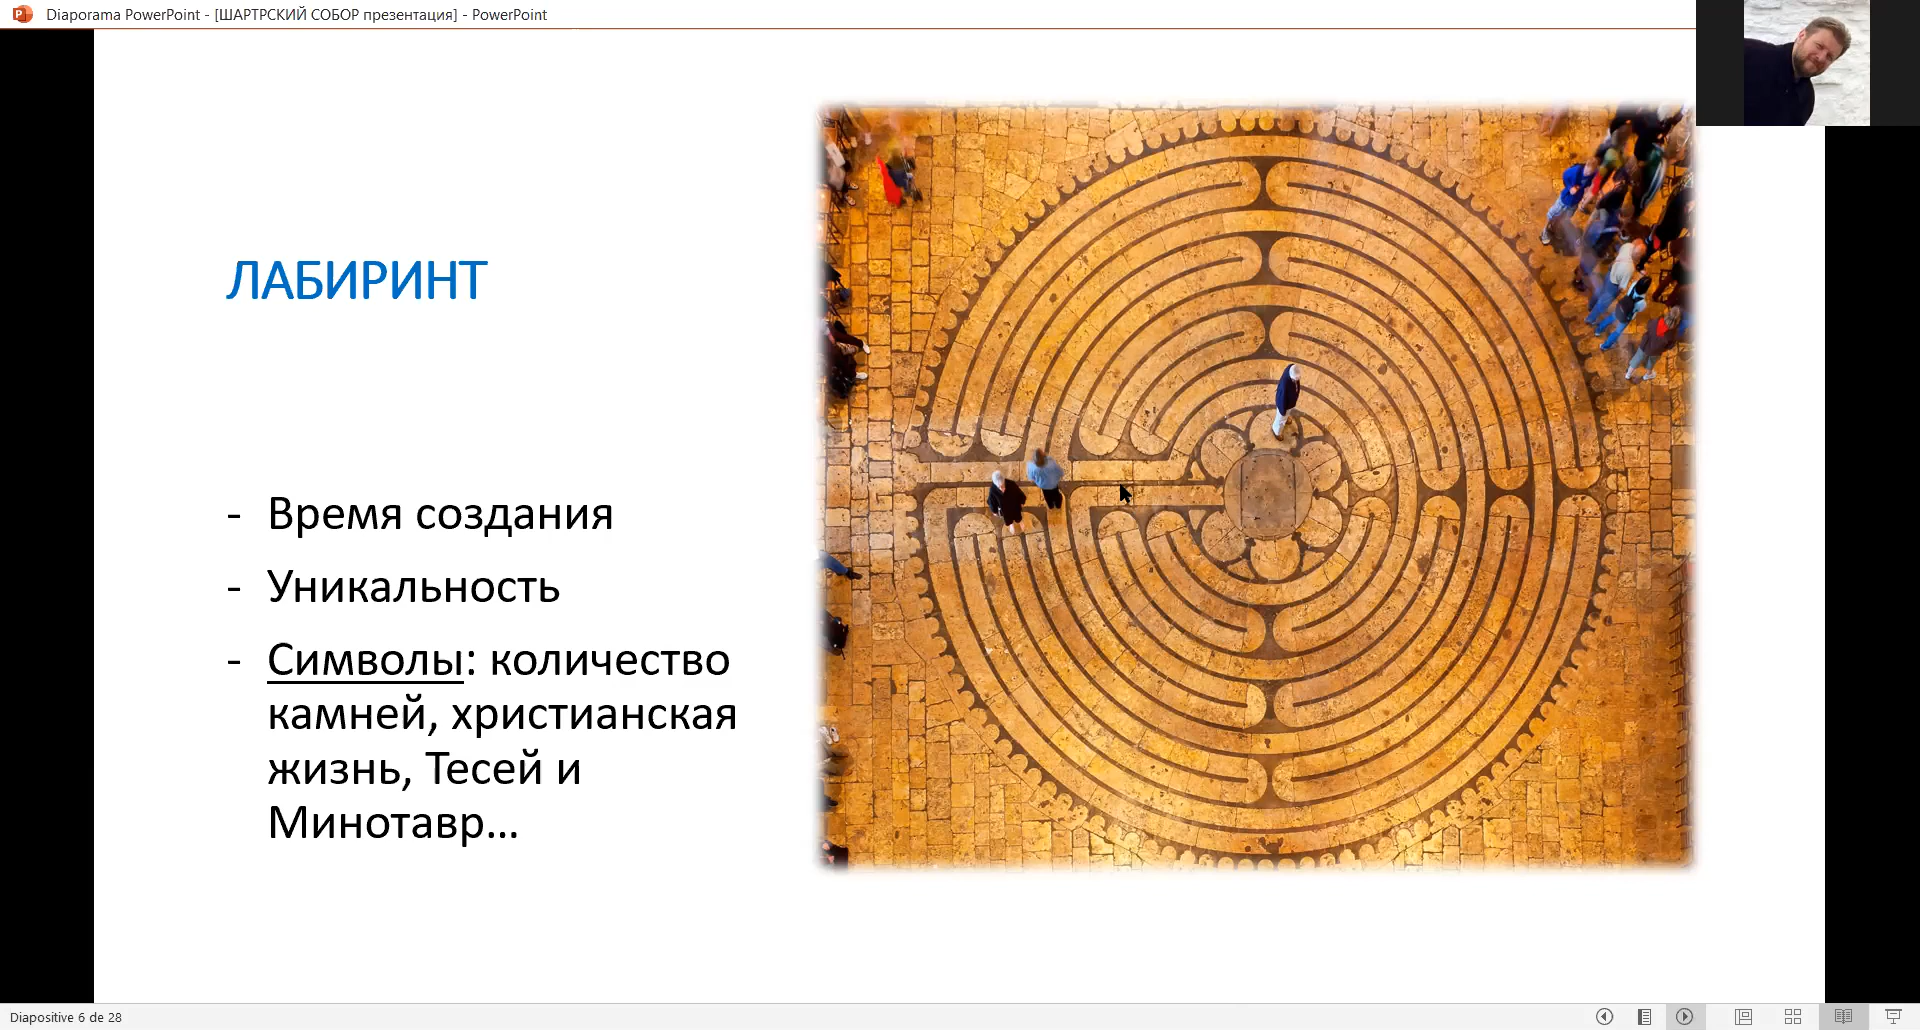 Diaporama PowerPoint - [ШАРТРСКИЙ СОБОР презентация] - PowerPoint
ЛАБИРИНТ
- Время создания
- Уникальность
- Символы: количество
камней, христианская
жизнь, Тесей и
Минотавр...
Diapositive 6 de 28